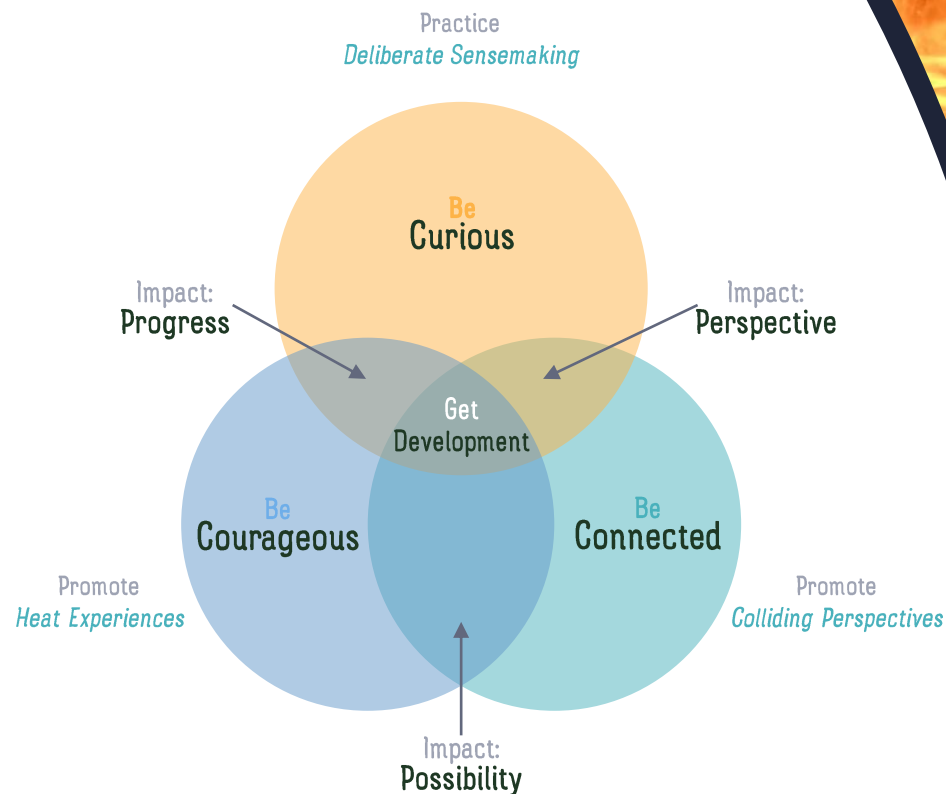 Practice
Deliberate Sensemaking
Be
Curious
Impact:
Progress
Impact:
Perspective
Get
Development
Be
Courageous
Be
Connected
Promote
Heat Experiences
Promote
Colliding Perspectives
Impact:
Possibility